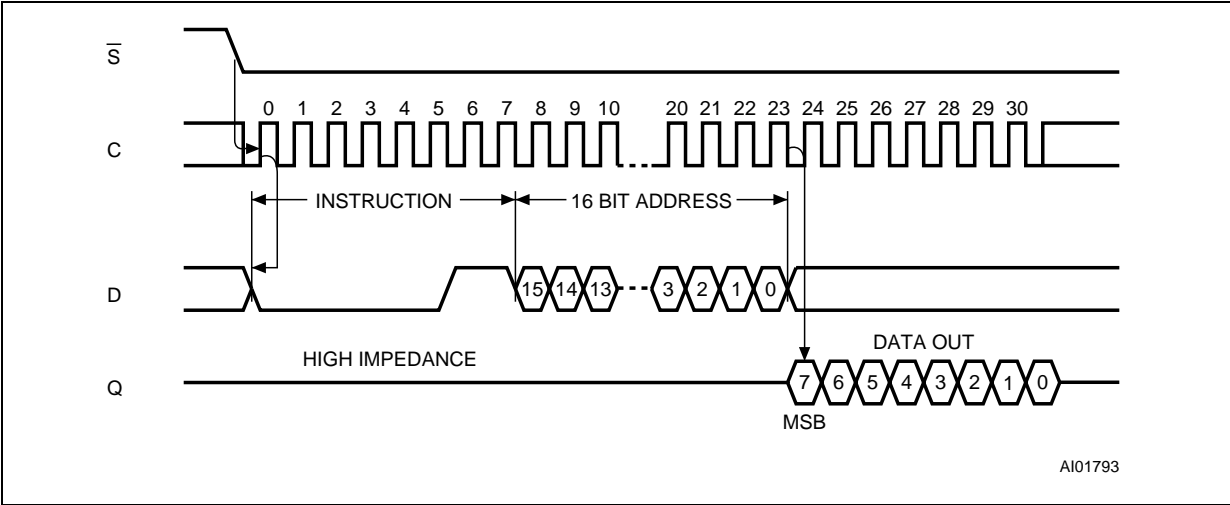 S̅
0 1 2 3 4 5 6 7 8 9 10 20 21 22 23 24 25 26 27 28 29 30
C
INSTRUCTION 16 BIT ADDRESS
D
15 14 13 3 2 1 0
HIGH IMPEDANCE DATA OUT
Q
7 6 5 4 3 2 1 0
MSB
AI01793